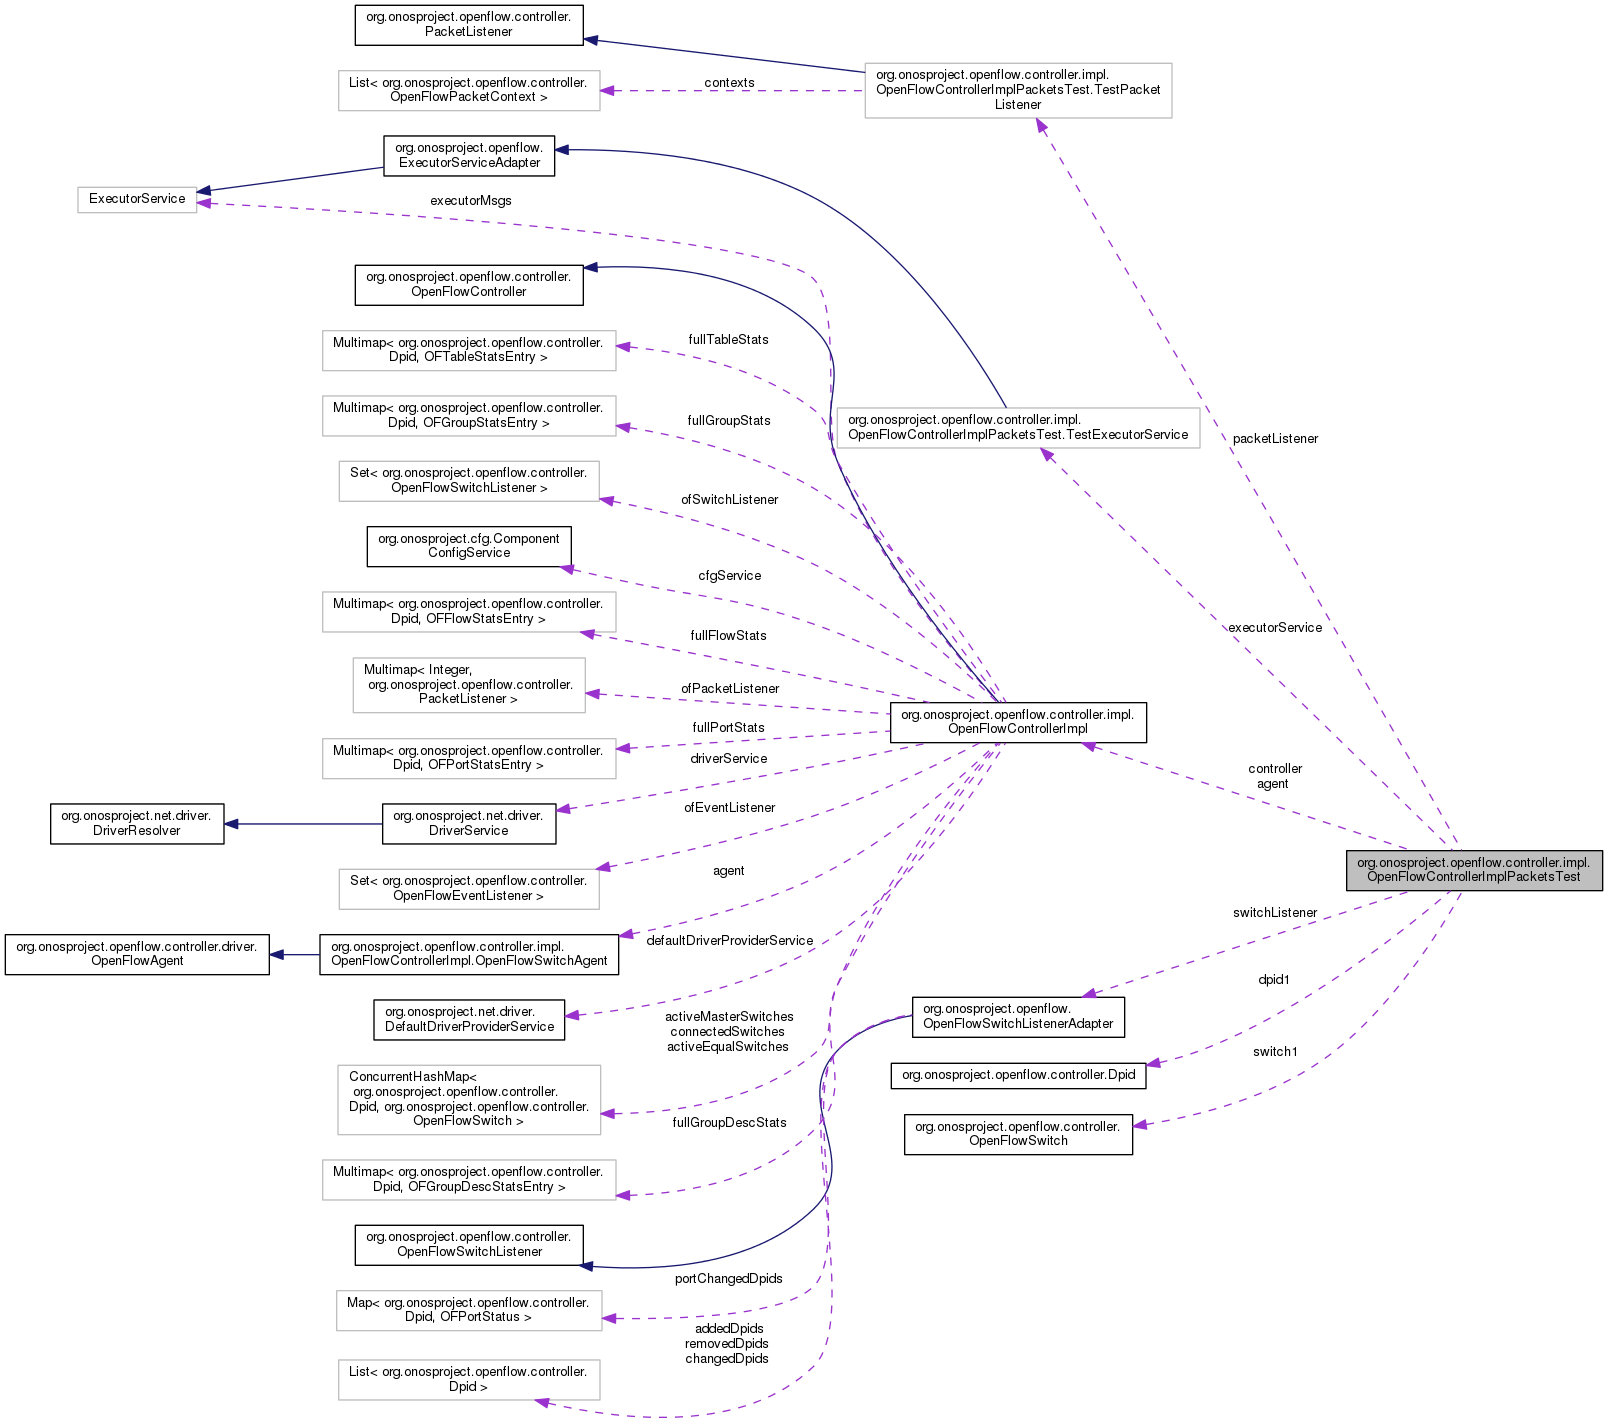 org.onosproject.openflow.controller.
PacketListener
org.onosproject.openflow.controller.impl.
OpenFlowControllerImplPacketsTest.TestPacket
Listener
List< org.onosproject.openflow.controller.
OpenFlowPacketContext >
contexts
org.onosproject.openflow.
ExecutorServiceAdapter
ExecutorService
executorMsgs
org.onosproject.openflow.controller.
OpenFlowController
Multimap< org.onosproject.openflow.controller.
Dpid, OFTableStatsEntry >
fullTableStats
Multimap< org.onosproject.openflow.controller.
Dpid, OFGroupStatsEntry >
fullGroupStats
org.onosproject.openflow.controller.impl.
OpenFlowControllerImplPacketsTest.TestExecutorService
packetListener
Set< org.onosproject.openflow.controller.
OpenFlowSwitchListener >
ofSwitchListener
org.onosproject.cfg.Component
ConfigService
cfgService
Multimap< org.onosproject.openflow.controller.
Dpid, OFFlowStatsEntry >
fullFlowStats
executorService
Multimap< Integer,
org.onosproject.openflow.controller.
PacketListener >
ofPacketListener
org.onosproject.openflow.controller.impl.
OpenFlowControllerImpl
Multimap< org.onosproject.openflow.controller.
Dpid, OFPortStatsEntry >
fullPortStats
driverService
controller
agent
org.onosproject.net.driver.
DriverResolver
org.onosproject.net.driver.
DriverService
ofEventListener
Set< org.onosproject.openflow.controller.
OpenFlowEventListener >
agent
org.onosproject.openflow.controller.impl.
OpenFlowControllerImplPacketsTest
org.onosproject.openflow.controller.driver.
OpenFlowAgent
org.onosproject.openflow.controller.impl.
OpenFlowControllerImpl.OpenFlowSwitchAgent
defaultDriverProviderService
switchListener
org.onosproject.net.driver.
DefaultDriverProviderService
activeMasterSwitches
connectedSwitches
activeEqualSwitches
org.onosproject.openflow.
OpenFlowSwitchListenerAdapter
dpid1
ConcurrentHashMap<
org.onosproject.openflow.controller.
Dpid, org.onosproject.openflow.controller.
OpenFlowSwitch >
org.onosproject.openflow.controller.Dpid
switch1
fullGroupDescStats
org.onosproject.openflow.controller.
OpenFlowSwitch
Multimap< org.onosproject.openflow.controller.
Dpid, OFGroupDescStatsEntry >
org.onosproject.openflow.controller.
OpenFlowSwitchListener
portChangedDpids
Map< org.onosproject.openflow.controller.
Dpid, OFPortStatus >
addedDpids
removedDpids
changedDpids
List< org.onosproject.openflow.controller.
Dpid >